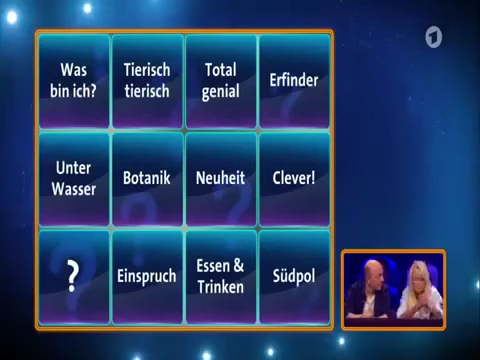 Was
bin ich?
Tierisch
tierisch
Total
genial
Erfinder
Unter
Wasser
Botanik
Neuheit
Clever!
?
Einspruch
Essen &
Trinken
Südpol
1